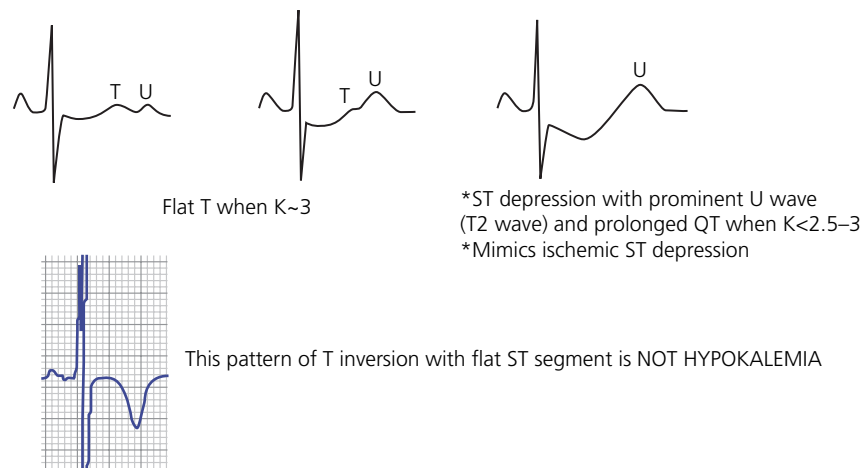 T U
T U
U
Flat T when K~3
*ST depression with prominent U wave
(T2 wave) and prolonged QT when K<2.5–3
*Mimics ischemic ST depression
This pattern of T inversion with flat ST segment is NOT HYPOKALEMIA